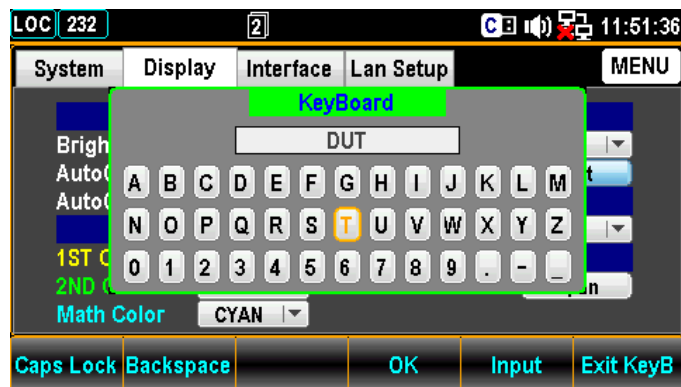 LOC 232 2 C 11:51:36
System Display Interface Lan Setup MENU
KeyBoard
DUT
Brigh
Auto
Auto
A B C D E F G H I J K L M
N O P Q R S T U V W X Y Z
0 1 2 3 4 5 6 7 8 9 . - _
1ST
2ND
Math Color CYAN
Caps Lock Backspace OK Input Exit KeyB